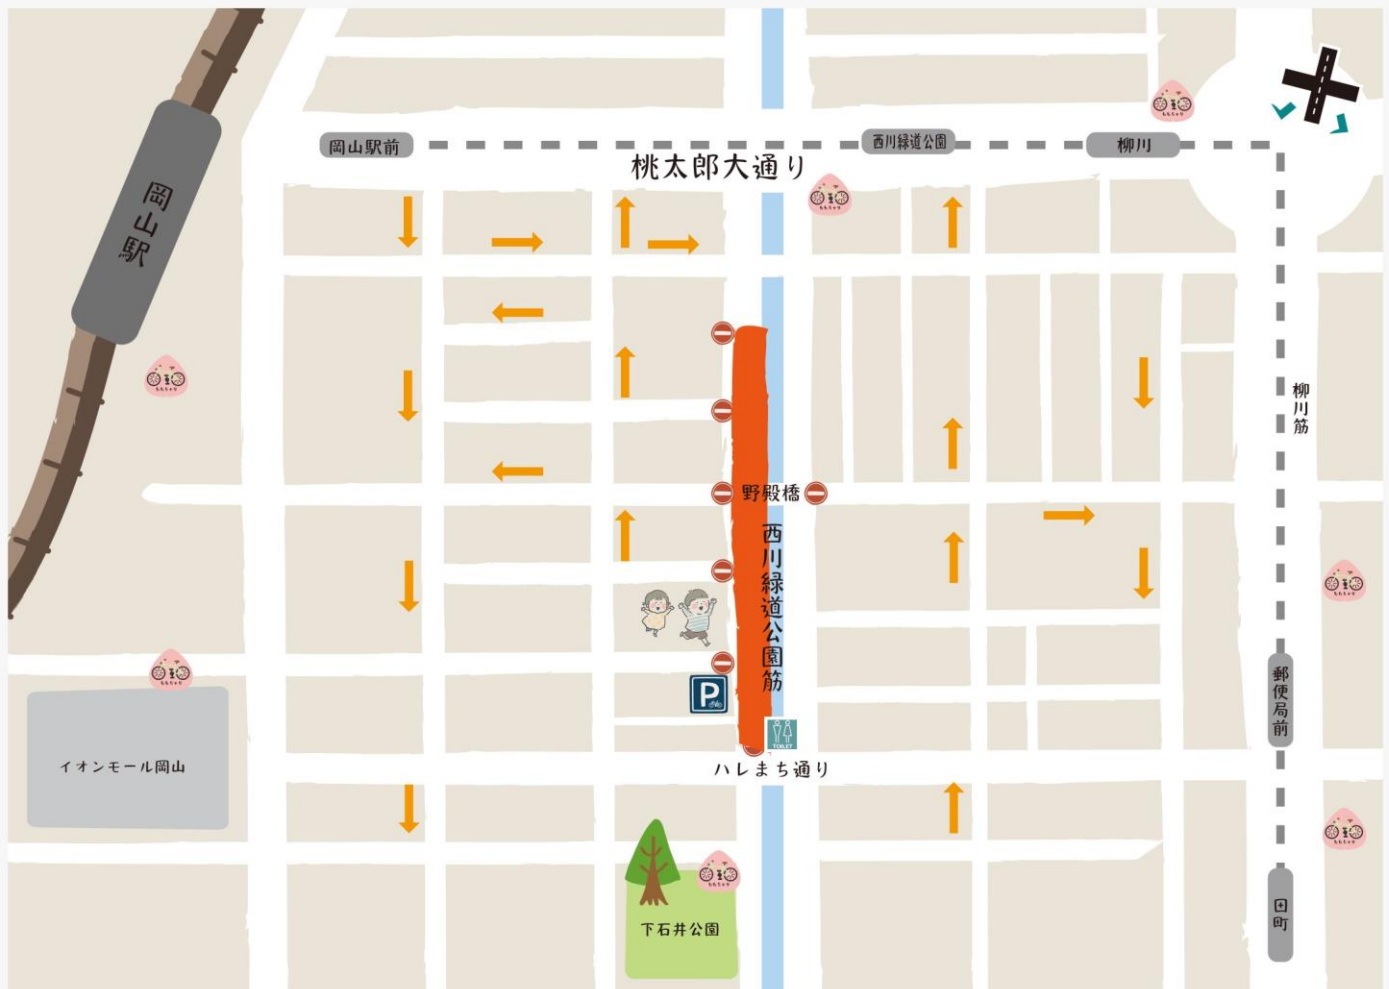 岡山駅前
西川緑道公園
柳川
桃太郎大通り
岡山駅
柳川筋
野殿橋
西川緑道公園筋
P
TOILET
郵便局前
ハレまち通り
イオンモール岡山
下石井公園
田町